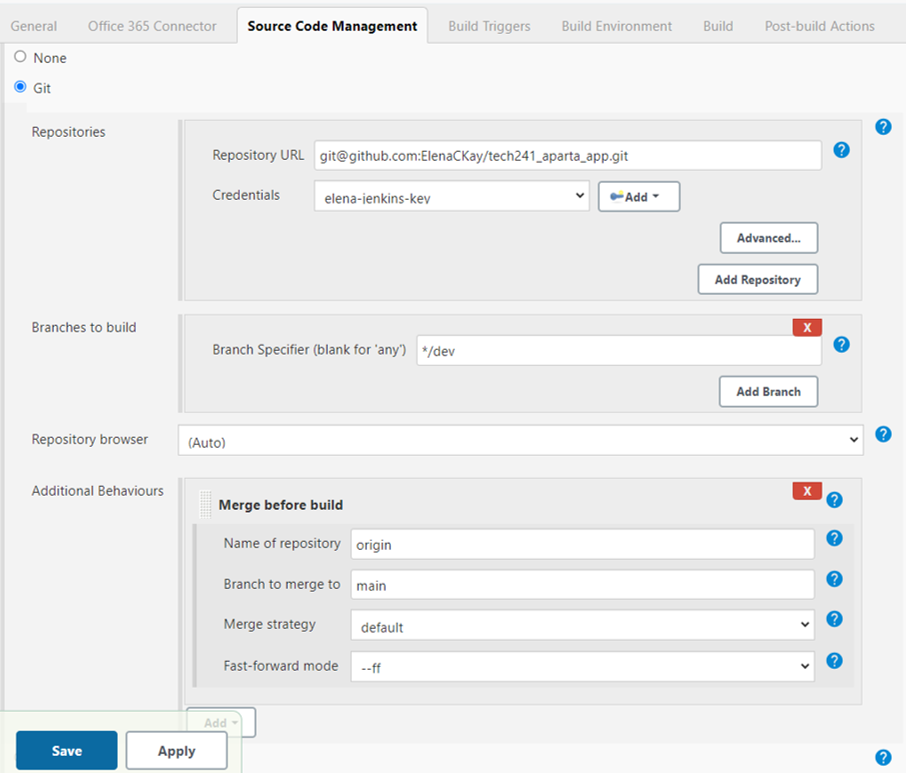 General Office 365 Connector Source Code Management Build Triggers Build Environment Build Post-build Actions
None
Git
Repositories
Repository URL git@github.com:ElenaCKay/tech241_aparta_app.git
Credentials elena-ienkins-kev Add
Advanced...
Add Repository
Branches to build
X
Branch Specifier (blank for 'any') */dev
Add Branch
Repository browser (Auto)
Additional Behaviours
X
Merge before build
Name of repository origin
Branch to merge to main
Merge strategy default
Fast-forward mode --ff
Add
Save Apply